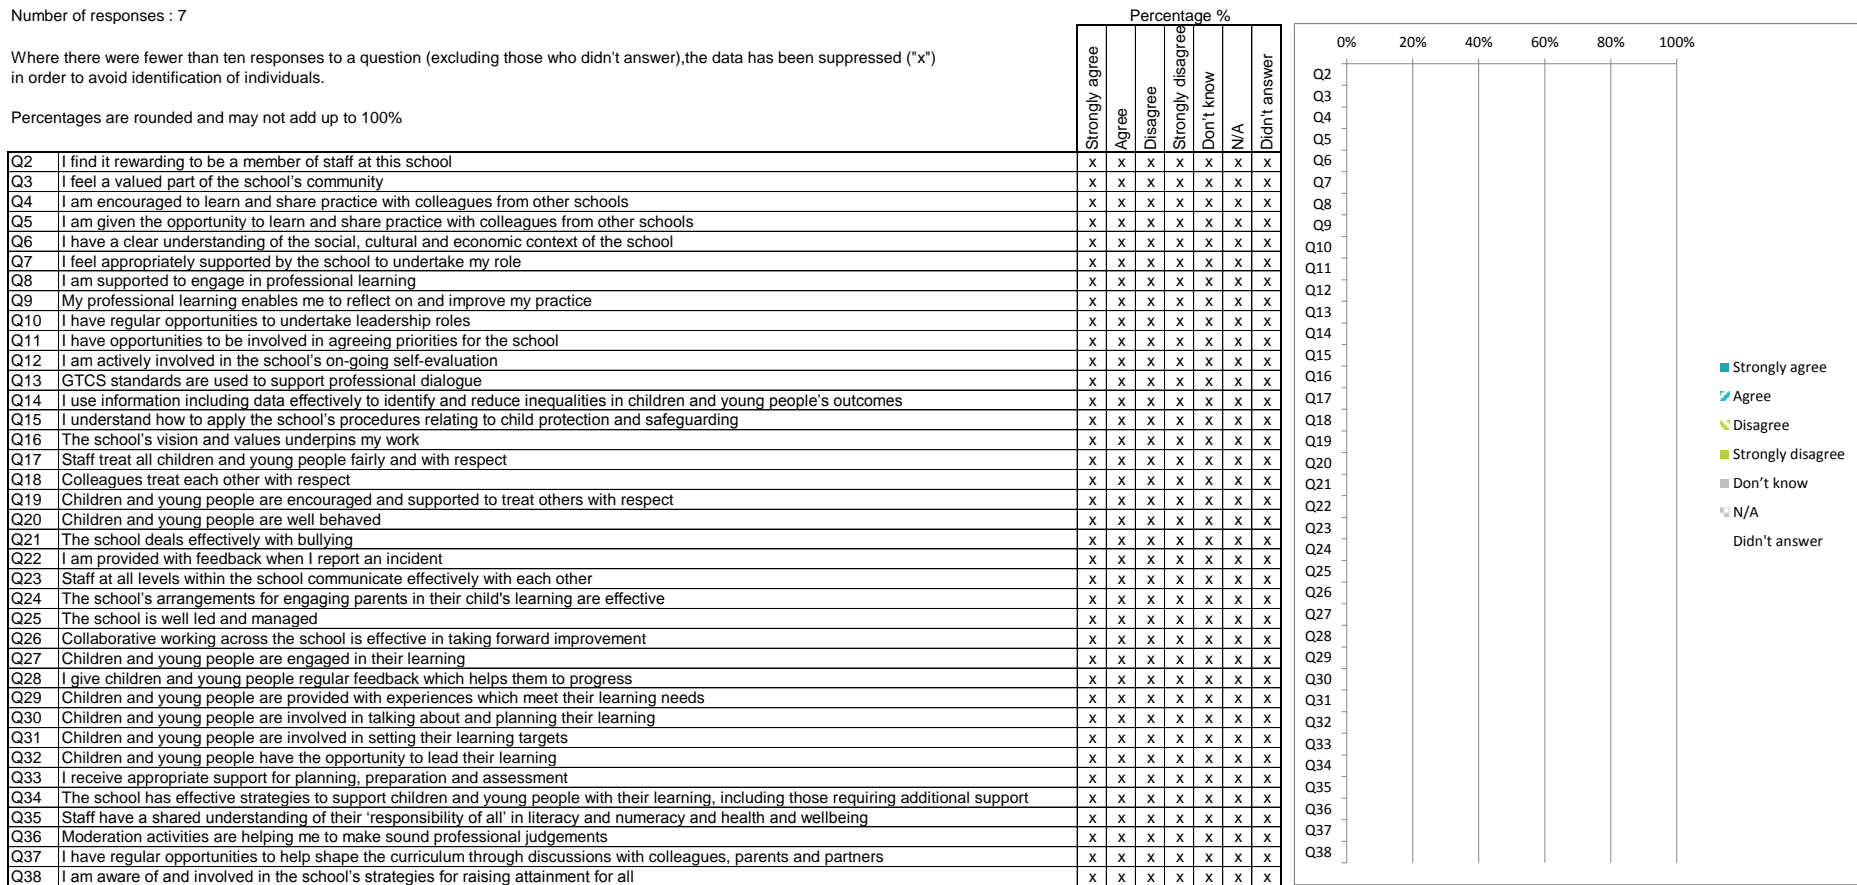 Number of responses : 7
Percentage %
Where there were fewer than ten responses to a question (excluding those who didn't answer),the data has been suppressed ("x")
in order to avoid identification of individuals.
Percentages are rounded and may not add up to 100%
Strongly agree
Agree
Disagree
Strongly disagree
Don't know
N/A
Didn't answer
Q2 I find it rewarding to be a member of staff at this school x x x x x x x
Q3 I feel a valued part of the school’s community x x x x x x x
Q4 I am encouraged to learn and share practice with colleagues from other schools x x x x x x x
Q5 I am given the opportunity to learn and share practice with colleagues from other schools x x x x x x x
Q6 I have a clear understanding of the social, cultural and economic context of the school x x x x x x x
Q7 I feel appropriately supported by the school to undertake my role x x x x x x x
Q8 I am supported to engage in professional learning x x x x x x x
Q9 My professional learning enables me to reflect on and improve my practice x x x x x x x
Q10 I have regular opportunities to undertake leadership roles x x x x x x x
Q11 I have opportunities to be involved in agreeing priorities for the school x x x x x x x
Q12 I am actively involved in the school’s on-going self-evaluation x x x x x x x
Q13 GTCS standards are used to support professional dialogue x x x x x x x
Q14 I use information including data effectively to identify and reduce inequalities in children and young people’s outcomes x x x x x x x
Q15 I understand how to apply the school’s procedures relating to child protection and safeguarding x x x x x x x
Q16 The school’s vision and values underpins my work x x x x x x x
Q17 Staff treat all children and young people fairly and with respect x x x x x x x
Q18 Colleagues treat each other with respect x x x x x x x
Q19 Children and young people are encouraged and supported to treat others with respect x x x x x x x
Q20 Children and young people are well behaved x x x x x x x
Q21 The school deals effectively with bullying x x x x x x x
Q22 I am provided with feedback when I report an incident x x x x x x x
Q23 Staff at all levels within the school communicate effectively with each other x x x x x x x
Q24 The school’s arrangements for engaging parents in their child's learning are effective x x x x x x x
Q25 The school is well led and managed x x x x x x x
Q26 Collaborative working across the school is effective in taking forward improvement x x x x x x x
Q27 Children and young people are engaged in their learning x x x x x x x
Q28 I give children and young people regular feedback which helps them to progress x x x x x x x
Q29 Children and young people are provided with experiences which meet their learning needs x x x x x x x
Q30 Children and young people are involved in talking about and planning their learning x x x x x x x
Q31 Children and young people are involved in setting their learning targets x x x x x x x
Q32 Children and young people have the opportunity to lead their learning x x x x x x x
Q33 I receive appropriate support for planning, preparation and assessment x x x x x x x
Q34 The school has effective strategies to support children and young people with their learning, including those requiring additional support x x x x x x x
Q35 Staff have a shared understanding of their ‘responsibility of all’ in literacy and numeracy and health and wellbeing x x x x x x x
Q36 Moderation activities are helping me to make sound professional judgements x x x x x x x
Q37 I have regular opportunities to help shape the curriculum through discussions with colleagues, parents and partners x x x x x x x
Q38 I am aware of and involved in the school’s strategies for raising attainment for all x x x x x x x
0% 20% 40% 60% 80% 100%
Q2
Q3
Q4
Q5
Q6
Q7
Q8
Q9
Q10
Q11
Q12
Q13
Q14
Q15
Q16
Q17
Q18
Q19
Q20
Q21
Q22
Q23
Q24
Q25
Q26
Q27
Q28
Q29
Q30
Q31
Q32
Q33
Q34
Q35
Q36
Q37
Q38
Strongly agree
Agree
Disagree
Strongly disagree
Don’t know
N/A
Didn't answer